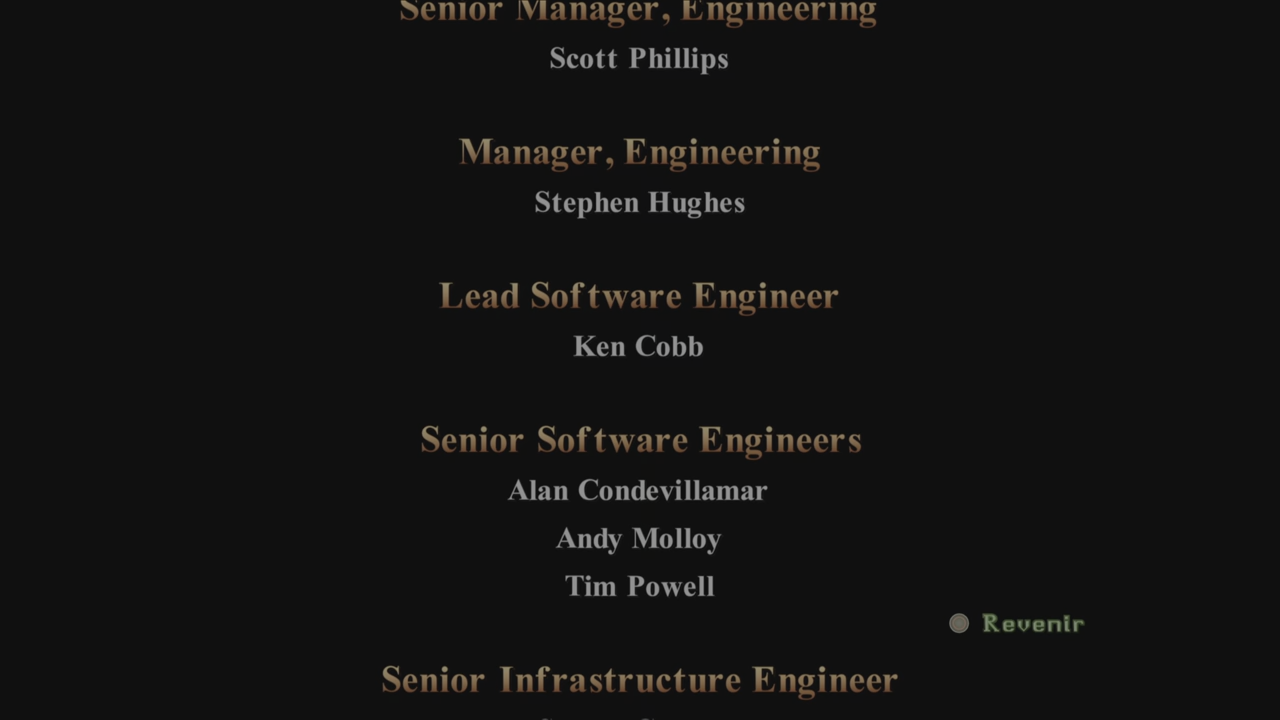 Senior Manager, Engineering
Scott Phillips
Manager, Engineering
Stephen Hughes
Lead Software Engineer
Ken Cobb
Senior Software Engineers
Alan Condevillamar
Andy Molloy
Tim Powell
Revenir
Senior Infrastructure Engineer